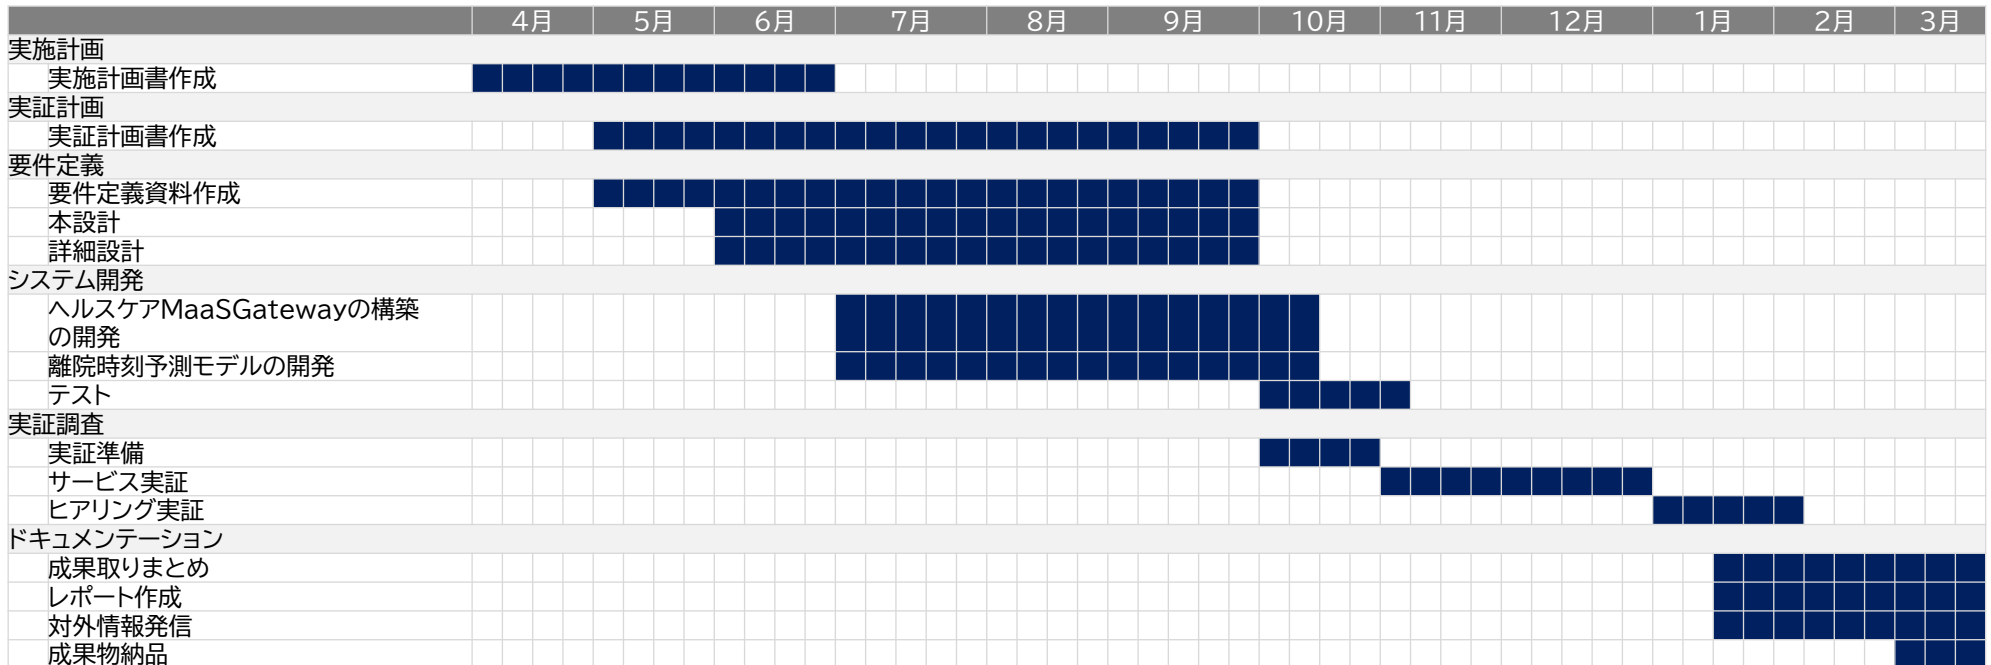 4月 5月 6月 7月 8月 9月 10月 11月 12月 1月 2月 3月
実施計画
実施計画書作成
実証計画
実証計画書作成
要件定義
要件定義資料作成
本設計
詳細設計
システム開発
ヘルスケアMaaSGatewayの構築
の開発
離院時刻予測モデルの開発
テスト
実証調査
実証準備
サービス実証
ヒアリング実証
ドキュメンテーション
成果取りまとめ
レポート作成
対外情報発信
成果物納品